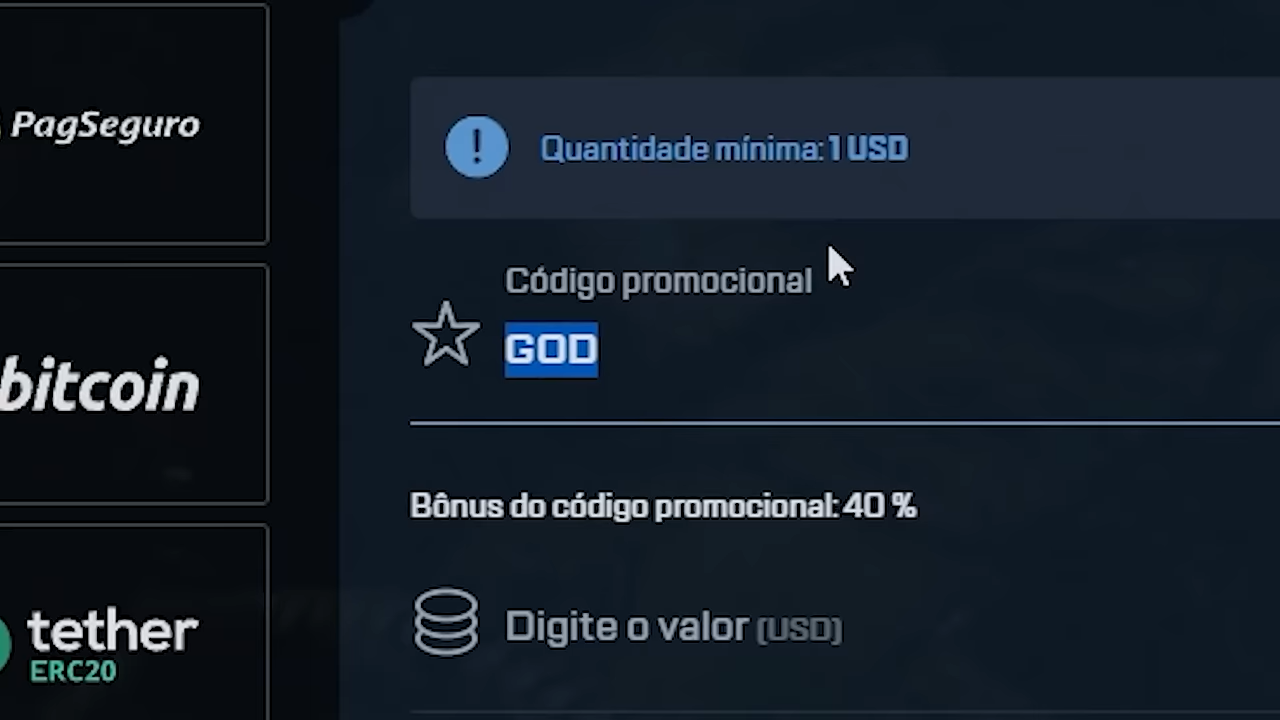 PagSeguro
bitcoin
tether
ERC20
Quantidade mínima: 1 USD
Código promocional
GOD
Bônus do código promocional: 40 %
Digite o valor (USD)